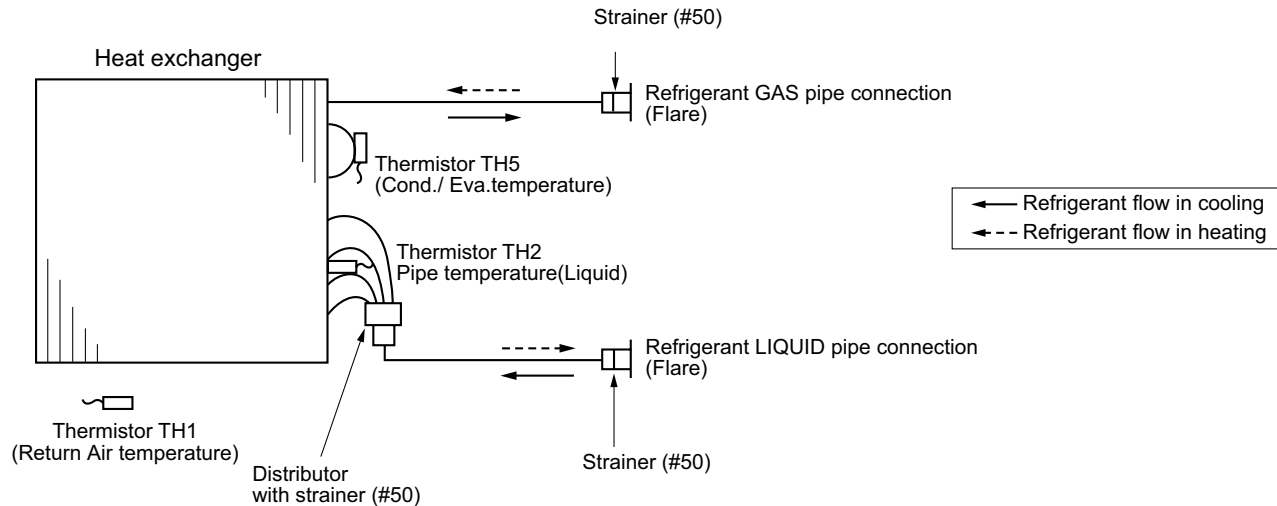 Strainer (#50)
Heat exchanger
Refrigerant GAS pipe connection
(Flare)
Thermistor TH5
(Cond./ Eva.temperature)
Refrigerant flow in cooling
Refrigerant flow in heating
Thermistor TH2
Pipe temperature(Liquid)
Refrigerant LIQUID pipe connection
(Flare)
Thermistor TH1
(Return Air temperature)
Strainer (#50)
Distributor
with strainer (#50)